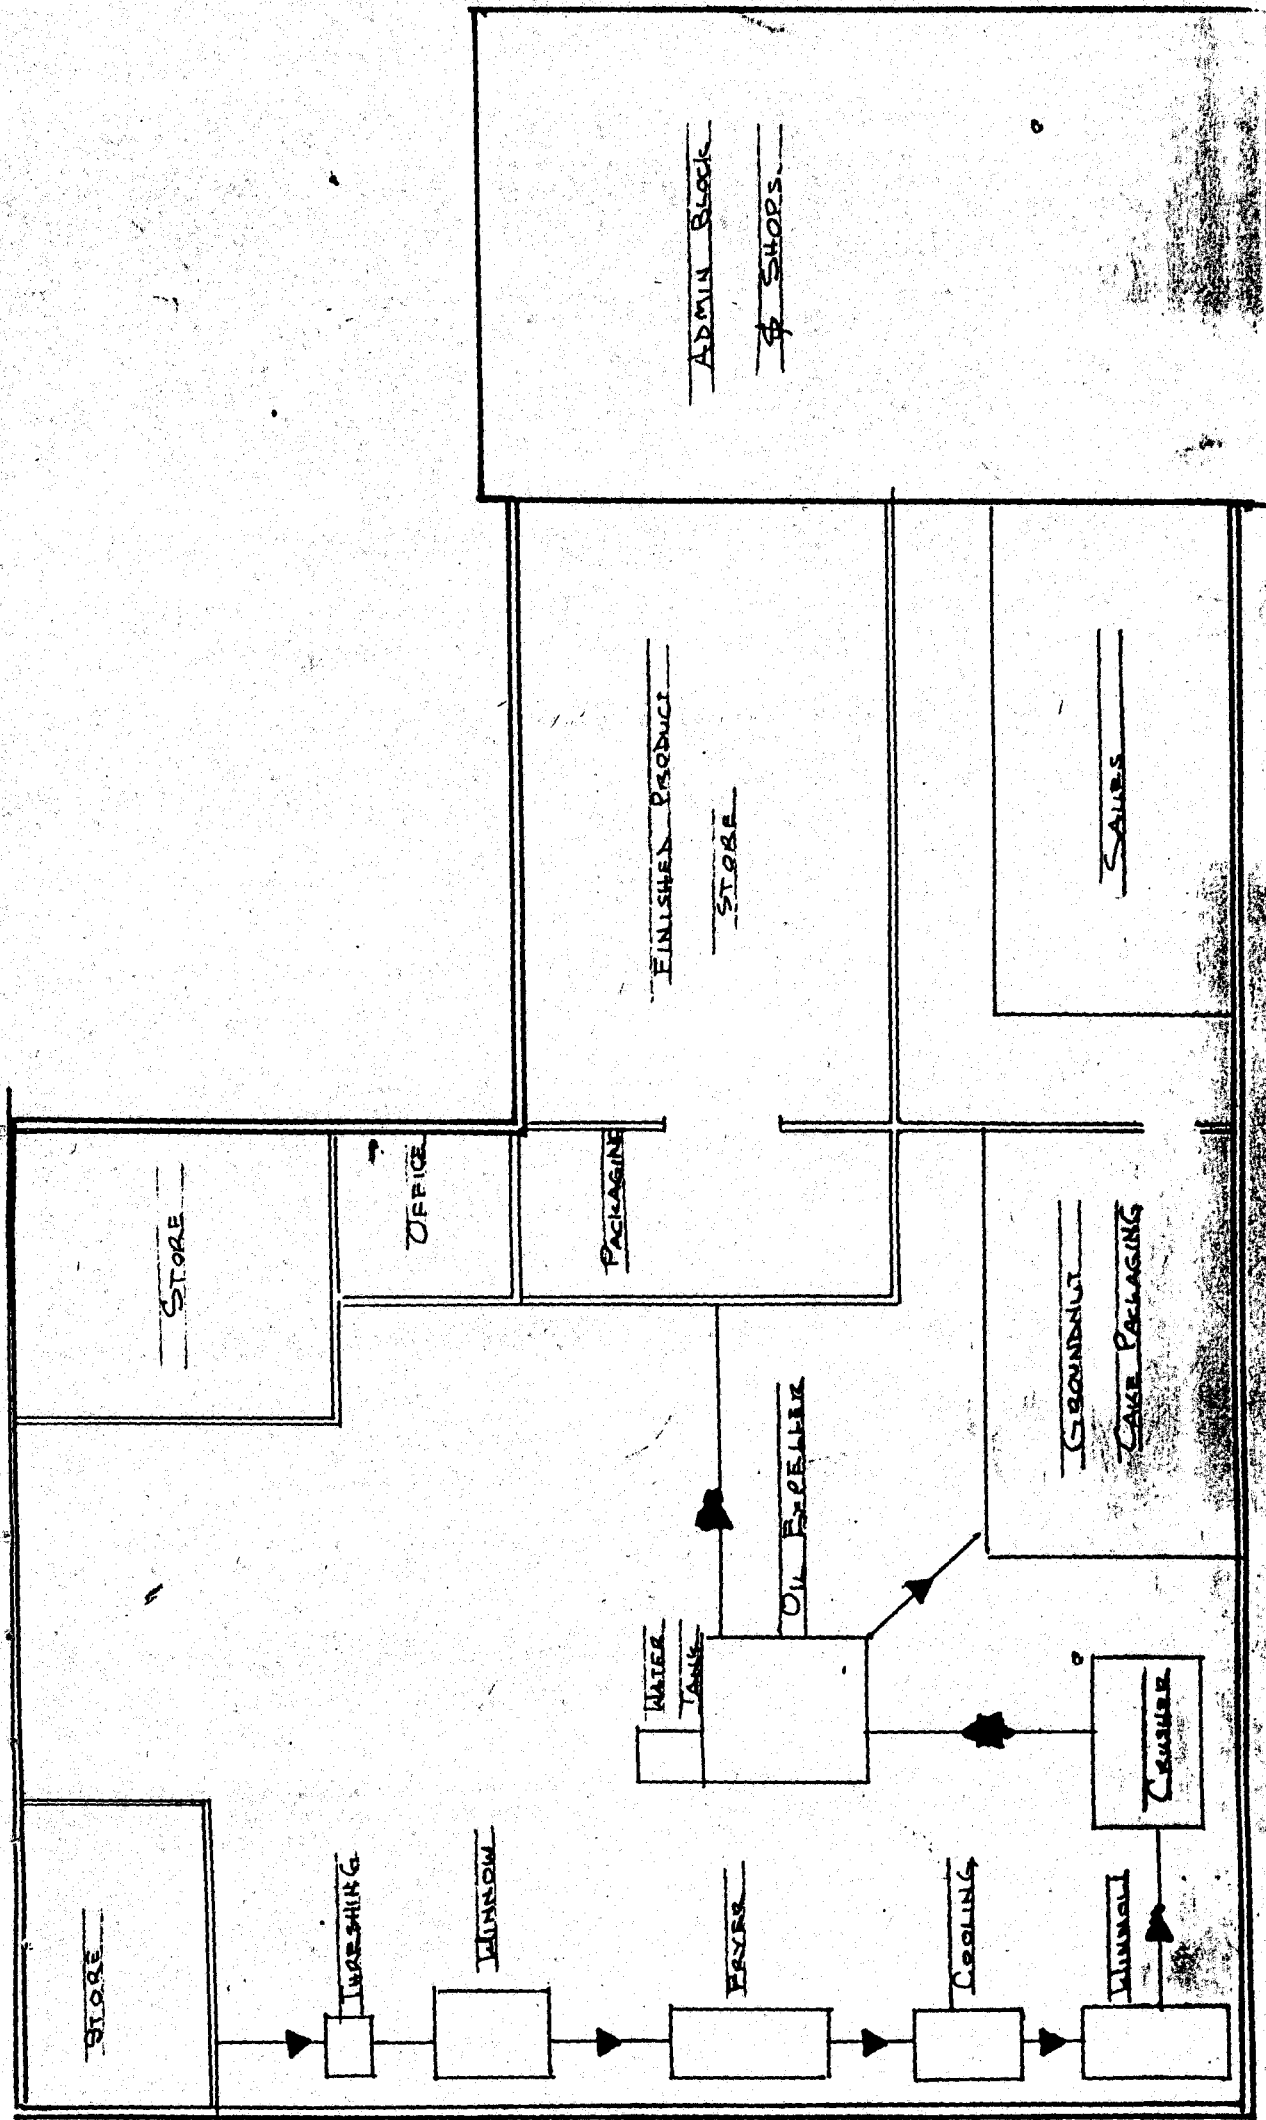 ADMIN BLOCK
& SHOPS
FINISHED PRODUCT
STORE
SALES
STORE
OFFICE
PACKAGING
GROUNDNUT
CAKE PACKAGING
OIL EXPELLER
WATER
TANK
CRUSHER
STORE
THRESHING
WINNOW
FRYER
COOLING
WINNOW